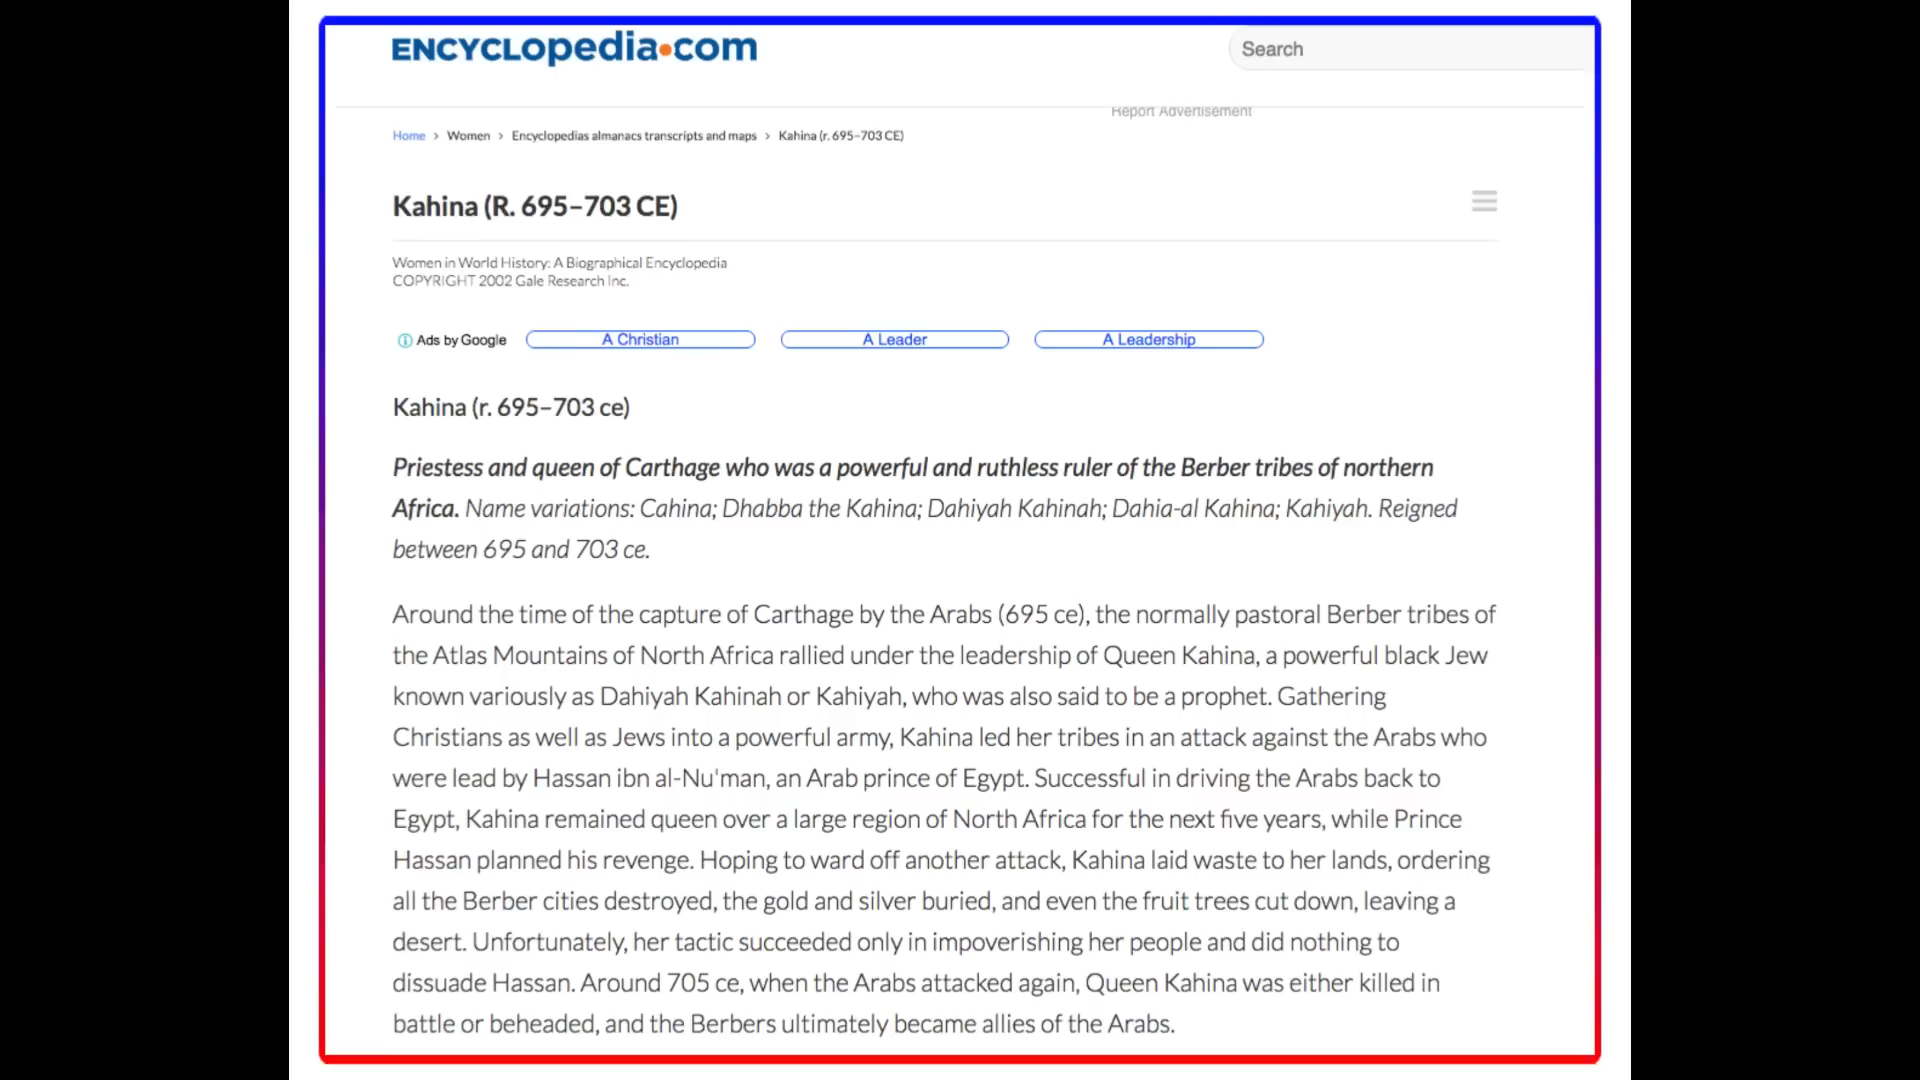 ENCYCLopedia.com
Search
Report Advertisement
Home > Women > Encyclopedias almanacs transcripts and maps > Kahina (r. 695–703 CE)
Kahina (R. 695–703 CE)
Women in World History: A Biographical Encyclopedia
COPYRIGHT 2002 Gale Research Inc.
Ads by Google
A Christian
A Leader
A Leadership
Kahina (r. 695–703 ce)
Priestess and queen of Carthage who was a powerful and ruthless ruler of the Berber tribes of northern
Africa. Name variations: Cahina; Dhabba the Kahina; Dahiyah Kahinah; Dahia-al Kahina; Kahiyah. Reigned
between 695 and 703 ce.
Around the time of the capture of Carthage by the Arabs (695 ce), the normally pastoral Berber tribes of
the Atlas Mountains of North Africa rallied under the leadership of Queen Kahina, a powerful black Jew
known variously as Dahiyah Kahinah or Kahiyah, who was also said to be a prophet. Gathering
Christians as well as Jews into a powerful army, Kahina led her tribes in an attack against the Arabs who
were lead by Hassan ibn al-Nu'man, an Arab prince of Egypt. Successful in driving the Arabs back to
Egypt, Kahina remained queen over a large region of North Africa for the next five years, while Prince
Hassan planned his revenge. Hoping to ward off another attack, Kahina laid waste to her lands, ordering
all the Berber cities destroyed, the gold and silver buried, and even the fruit trees cut down, leaving a
desert. Unfortunately, her tactic succeeded only in impoverishing her people and did nothing to
dissuade Hassan. Around 705 ce, when the Arabs attacked again, Queen Kahina was either killed in
battle or beheaded, and the Berbers ultimately became allies of the Arabs.